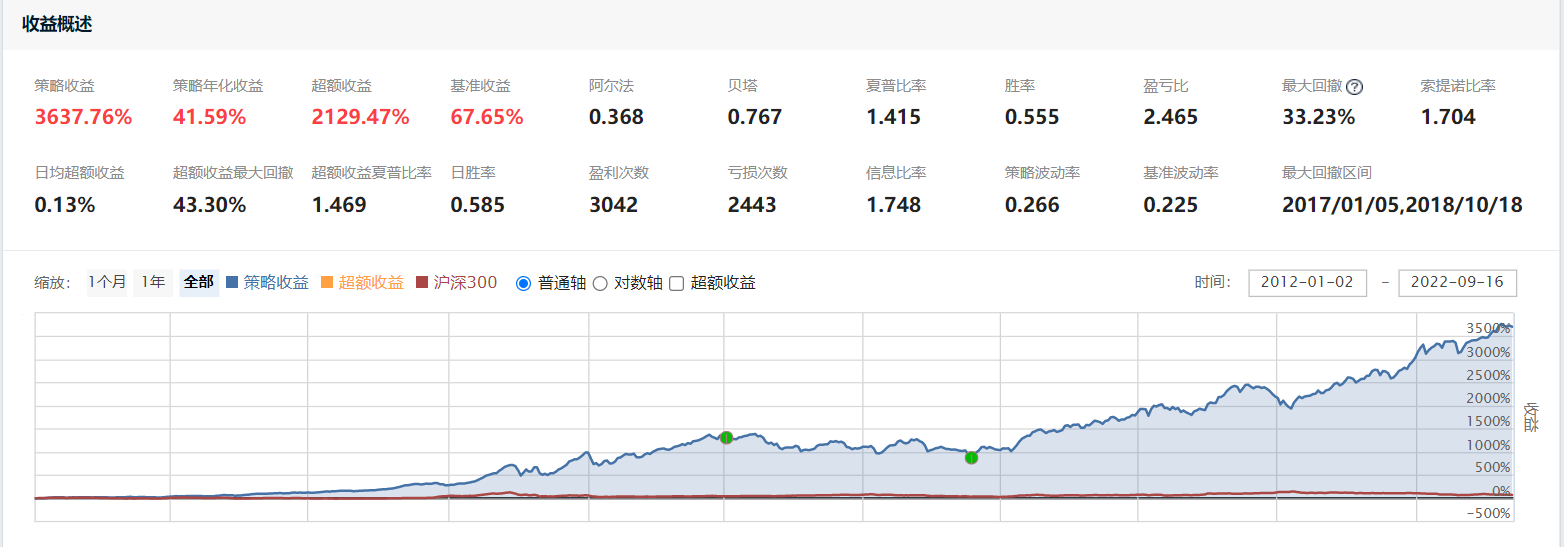 收益概述
策略收益 策略年化收益 超额收益 基准收益 阿尔法 贝塔 夏普比率 胜率 盈亏比 最大回撤 ? 索提诺比率
3637.76% 41.59% 2129.47% 67.65% 0.368 0.767 1.415 0.555 2.465 33.23% 1.704
日均超额收益 超额收益最大回撤 超额收益夏普比率 日胜率 盈利次数 亏损次数 信息比率 策略波动率 基准波动率 最大回撤区间
0.13% 43.30% 1.469 0.585 3042 2443 1.748 0.266 0.225 2017/01/05,2018/10/18
缩放: 1个月 1年 全部 策略收益 超额收益 沪深300 普通轴 对数轴 超额收益 时间: 2012-01-02 - 2022-09-16
3500%
3000%
2500%
2000%
1500%
1000%
500%
0%
-500%
收益